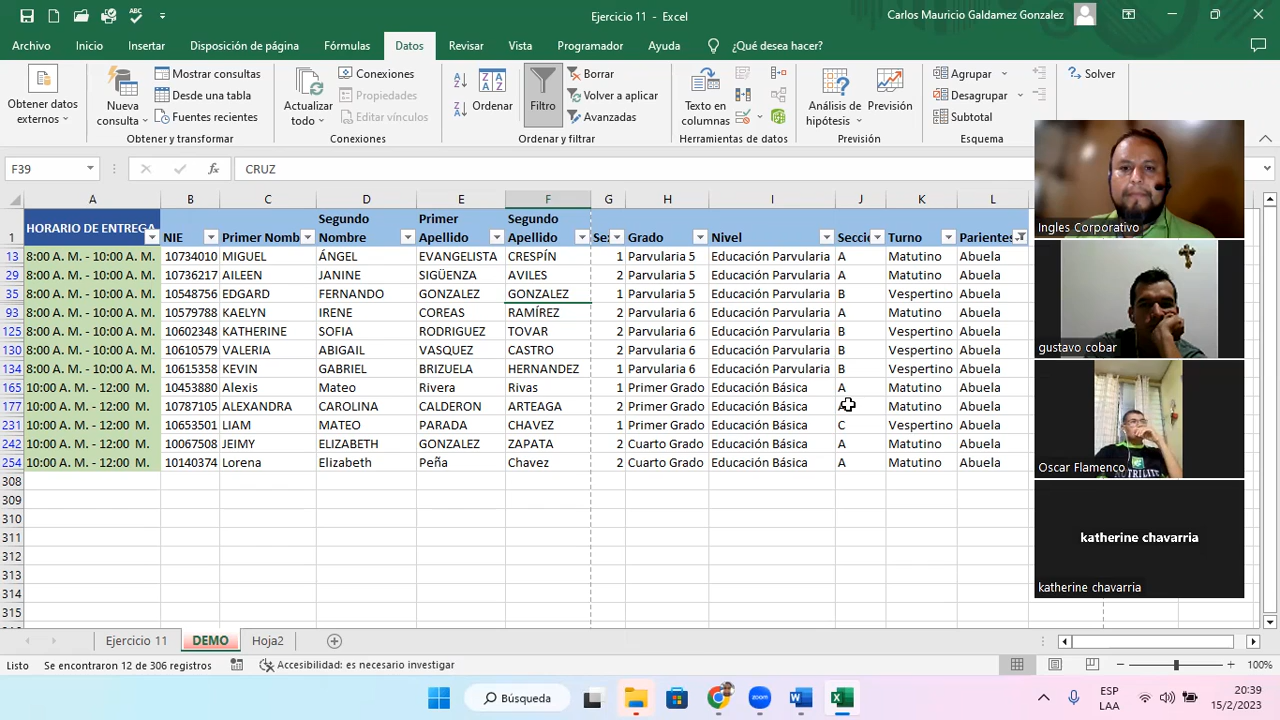 Ejercicio 11 - Excel
Carlos Mauricio Galdamez Gonzalez
Archivo Inicio Insertar Disposición de página Fórmulas Datos Revisar Vista Programador Ayuda ¿Qué desea hacer?
Obtener datos externos
Nueva consulta
Mostrar consultas
Desde una tabla
Fuentes recientes
Obtener y transformar
Actualizar todo
Conexiones
Propiedades
Editar vínculos
Conexiones
Ordenar
Filtro
Borrar
Volver a aplicar
Avanzadas
Ordenar y filtrar
Texto en columnas
Herramientas de datos
Análisis de hipótesis
Previsión
Previsión
Agrupar
Desagrupar
Subtotal
Esquema
Solver
F39 fx CRUZ
A B C D E F G H I J K L
1 HORARIO DE ENTREGA NIE Primer Nomb Segundo Nombre Primer Apellido Segundo Apellido Sex Grado Nivel Secció Turno Parientes
13 8:00 A. M. - 10:00 A. M. 10734010 MIGUEL ÁNGEL EVANGELISTA CRESPÍN 1 Parvularia 5 Educación Parvularia A Matutino Abuela
29 8:00 A. M. - 10:00 A. M. 10736217 AILEEN JANINE SIGÜENZA AVILES 2 Parvularia 5 Educación Parvularia A Matutino Abuela
35 8:00 A. M. - 10:00 A. M. 10548756 EDGARD FERNANDO GONZALEZ GONZALEZ 1 Parvularia 5 Educación Parvularia B Vespertino Abuela
93 8:00 A. M. - 10:00 A. M. 10579788 KAELYN IRENE COREAS RAMÍREZ 2 Parvularia 6 Educación Parvularia A Matutino Abuela
125 8:00 A. M. - 10:00 A. M. 10602348 KATHERINE SOFIA RODRIGUEZ TOVAR 2 Parvularia 6 Educación Parvularia B Vespertino Abuela
130 8:00 A. M. - 10:00 A. M. 10610579 VALERIA ABIGAIL VASQUEZ CASTRO 2 Parvularia 6 Educación Parvularia B Vespertino Abuela
134 8:00 A. M. - 10:00 A. M. 10615358 KEVIN GABRIEL BRIZUELA HERNANDEZ 1 Parvularia 6 Educación Parvularia B Vespertino Abuela
165 10:00 A. M. - 12:00 M. 10453880 Alexis Mateo Rivera Rivas 1 Primer Grado Educación Básica A Matutino Abuela
177 10:00 A. M. - 12:00 M. 10787105 ALEXANDRA CAROLINA CALDERON ARTEAGA 2 Primer Grado Educación Básica Matutino Abuela
231 10:00 A. M. - 12:00 M. 10653501 LIAM MATEO PARADA CHAVEZ 1 Primer Grado Educación Básica C Vespertino Abuela
242 10:00 A. M. - 12:00 M. 10067508 JEIMY ELIZABETH GONZALEZ ZAPATA 2 Cuarto Grado Educación Básica A Matutino Abuela
254 10:00 A. M. - 12:00 M. 10140374 Lorena Elizabeth Peña Chavez 2 Cuarto Grado Educación Básica A Matutino Abuela
308
309
310
311
312
313
314
315
Ingles Corporativo
gustavo cobar
NUTRILITE
Oscar Flamenco
katherine chavarria
katherine chavarria
Ejercicio 11 DEMO Hoja2
Listo Se encontraron 12 de 306 registros Accesibilidad: es necesario investigar 100%
Búsqueda
zoom
ESP
LAA
20:39
15/2/2023